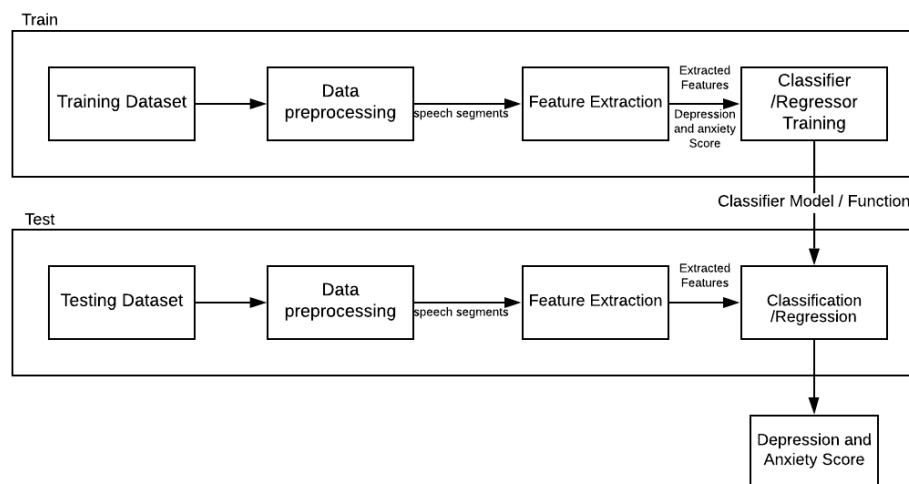 Train
Training Dataset
Data
preprocessing
speech segments
Feature Extraction
Extracted
Features
Depression
and anxiety
Score
Classifier
/Regressor
Training
Classifier Model / Function
Test
Testing Dataset
Data
preprocessing
speech segments
Feature Extraction
Extracted
Features
Classification
/Regression
Depression and
Anxiety Score